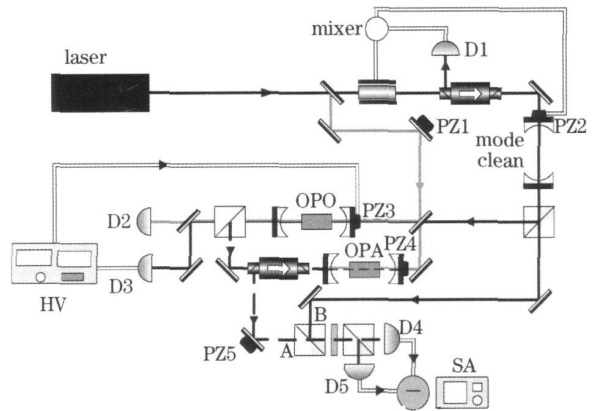 mixer
D1
laser
PZ1
PZ2
mode
clean
OPO
D2
PZ3
OPA
PZ4
D3
HV
B
D4
PZ5
A
D5
SA